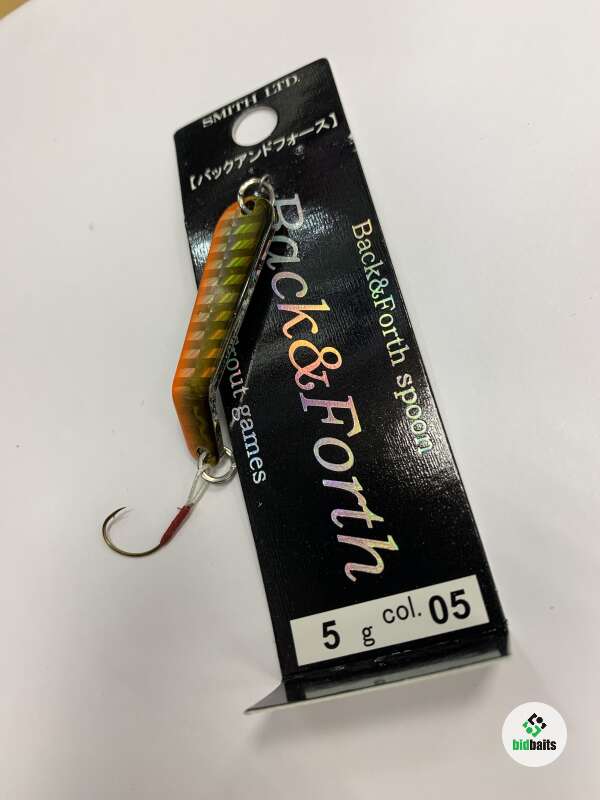 SMITH LTD.
【バックアンドフォース】
Back&Forth
Back&Forth spoon
trout games
5 g col. 05
bidbaits